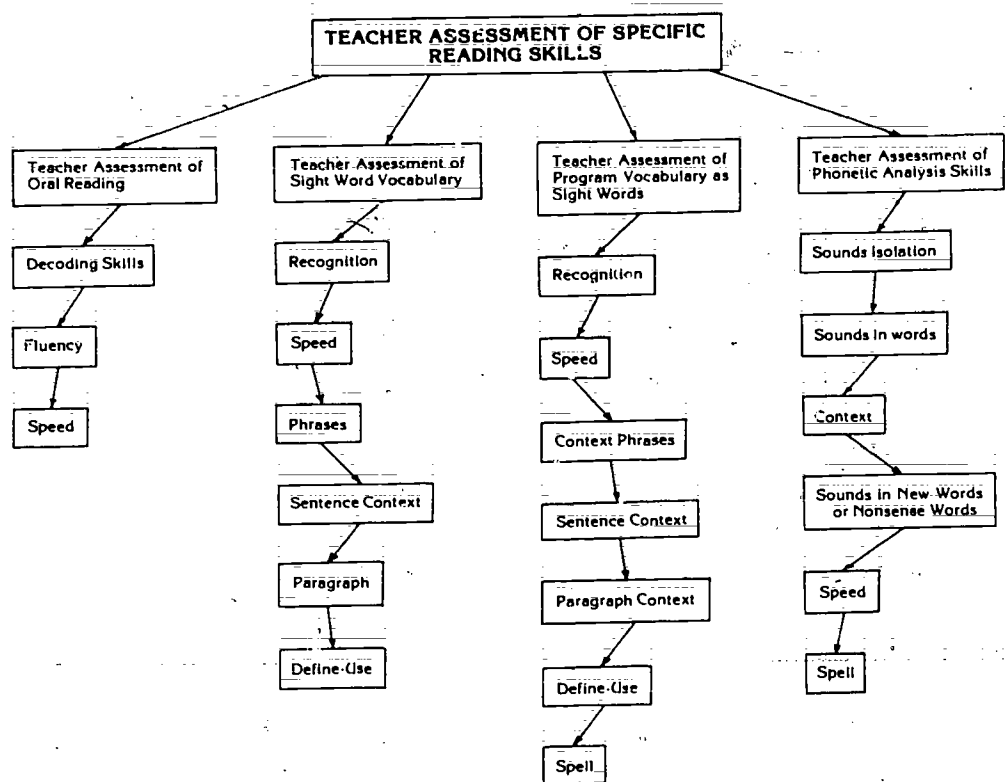 TEACHER ASSESSMENT OF SPECIFIC
READING SKILLS
Teacher Assessment of
Oral Reading
Decoding Skills
Fluency
Speed
Teacher Assessment of
Sight Word Vocabulary
Recognition
Speed
Phrases
Sentence Context
Paragraph
Define-Use
Teacher Assessment of
Program Vocabulary as
Sight Words
Recognition
Speed
Context Phrases
Sentence Context
Paragraph Context
Define-Use
Spell
Teacher Assessment of
Phonetic Analysis Skills
Sounds Isolation
Sounds in words
Context
Sounds in New Words
or Nonsense Words
Speed
Spell